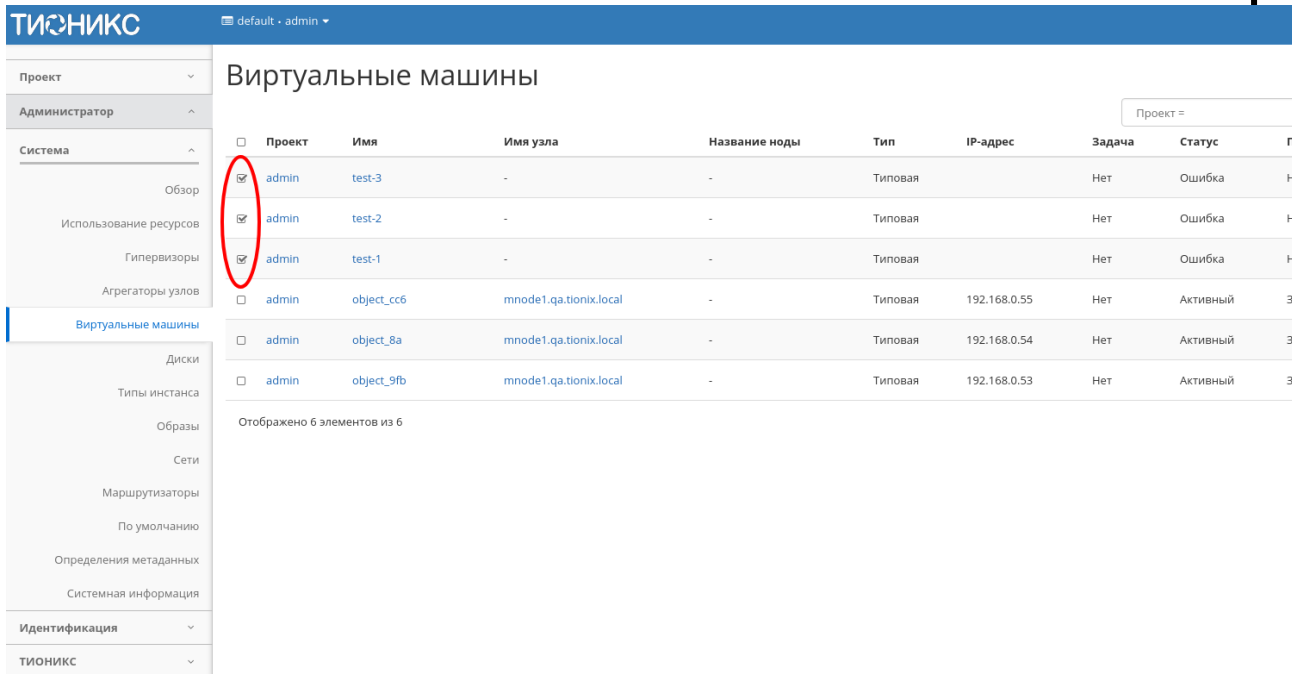 ТИОНИКС
default • admin
Проект
Администратор
Система
Обзор
Использование ресурсов
Гипервизоры
Агрегаторы узлов
Виртуальные машины
Диски
Типы инстанса
Образы
Сети
Маршрутизаторы
По умолчанию
Определения метаданных
Системная информация
Идентификация
ТИОНИКС
Виртуальные машины
Проект =
Проект Имя Имя узла Название ноды Тип IP-адрес Задача Статус
admin test-3 - - Типовая Нет Ошибка
admin test-2 - - Типовая Нет Ошибка
admin test-1 - - Типовая Нет Ошибка
admin object_cc6 mnode1.qa.tionix.local - Типовая 192.168.0.55 Нет Активный
admin object_8a mnode1.qa.tionix.local - Типовая 192.168.0.54 Нет Активный
admin object_9fb mnode1.qa.tionix.local - Типовая 192.168.0.53 Нет Активный
Отображено 6 элементов из 6